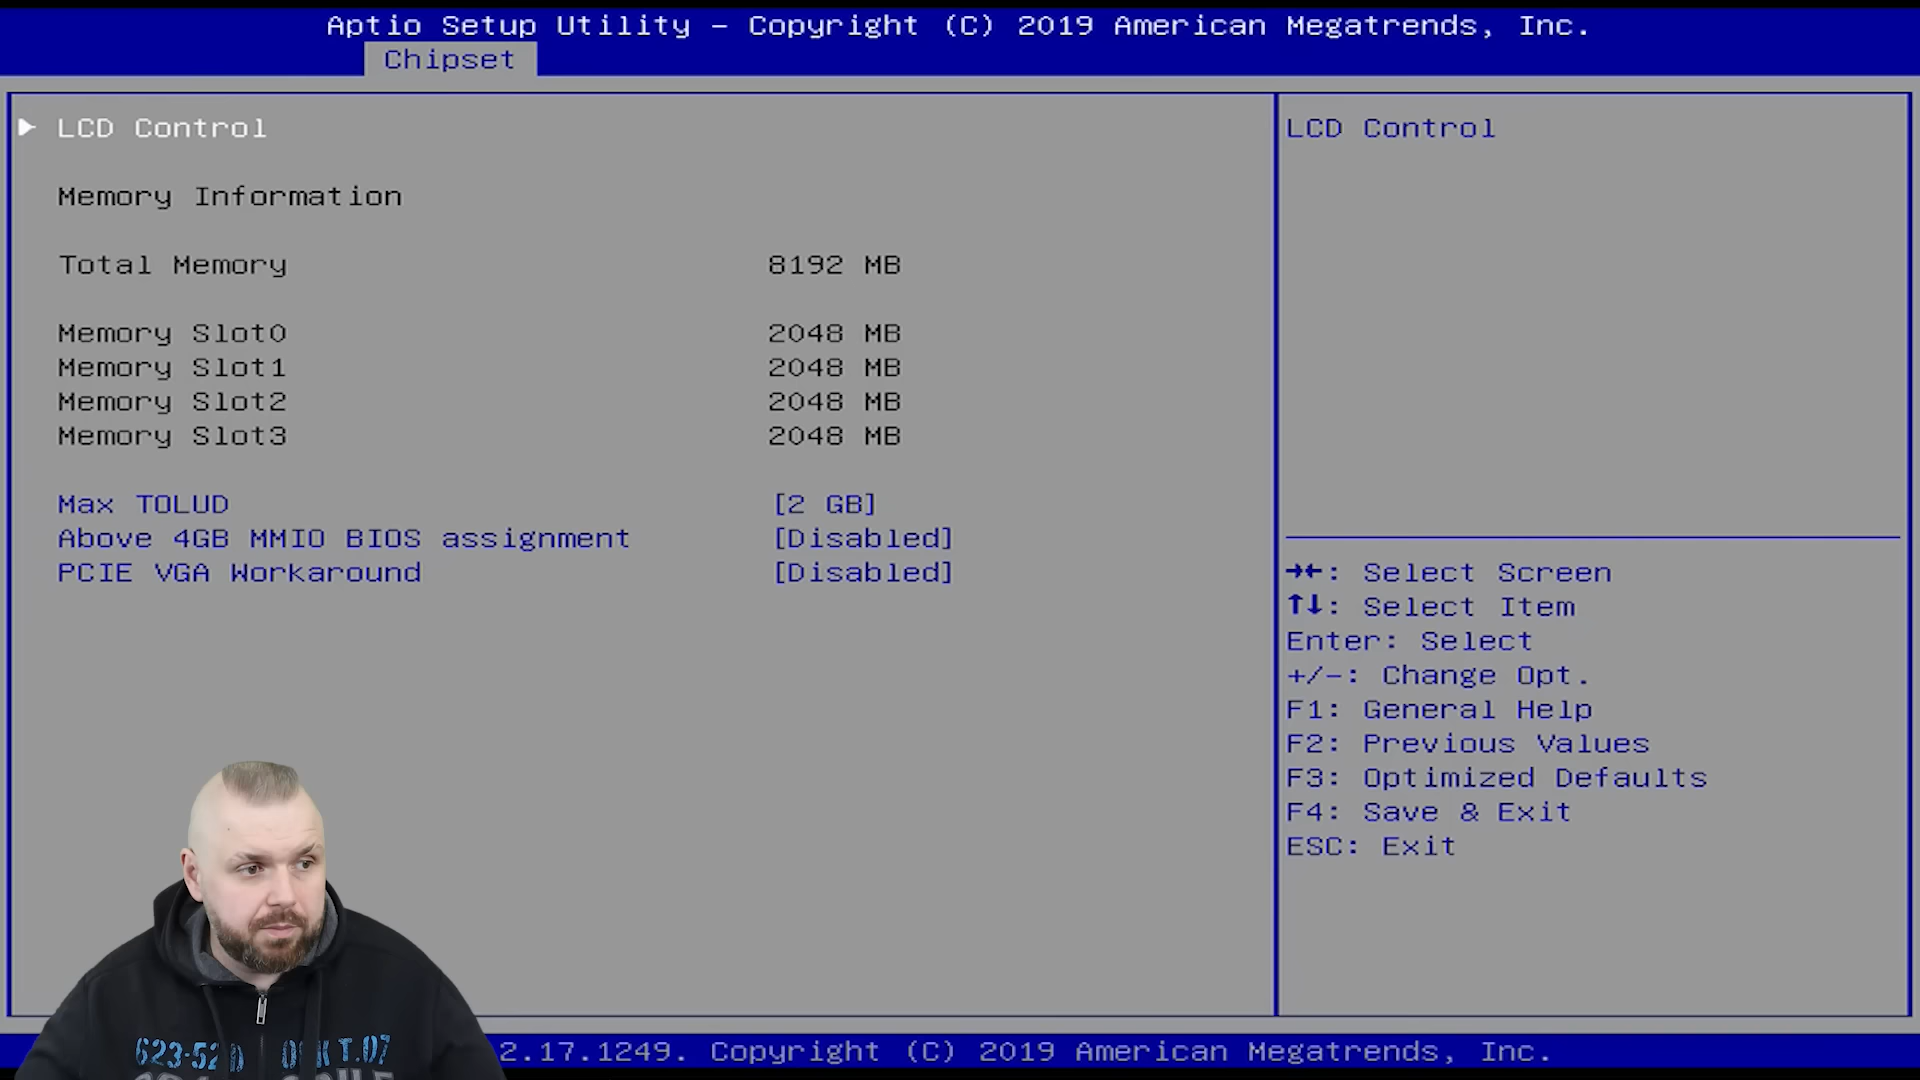 Aptio Setup Utility – Copyright (C) 2019 American Megatrends, Inc.
Chipset
LCD Control
Memory Information
Total Memory 8192 MB
Memory Slot0 2048 MB
Memory Slot1 2048 MB
Memory Slot2 2048 MB
Memory Slot3 2048 MB
Max TOLUD [2 GB]
Above 4GB MMIO BIOS assignment [Disabled]
PCIE VGA Workaround [Disabled]
LCD Control
→←: Select Screen
↑↓: Select Item
Enter: Select
+/–: Change Opt.
F1: General Help
F2: Previous Values
F3: Optimized Defaults
F4: Save & Exit
ESC: Exit
2.17.1249. Copyright (C) 2019 American Megatrends, Inc.